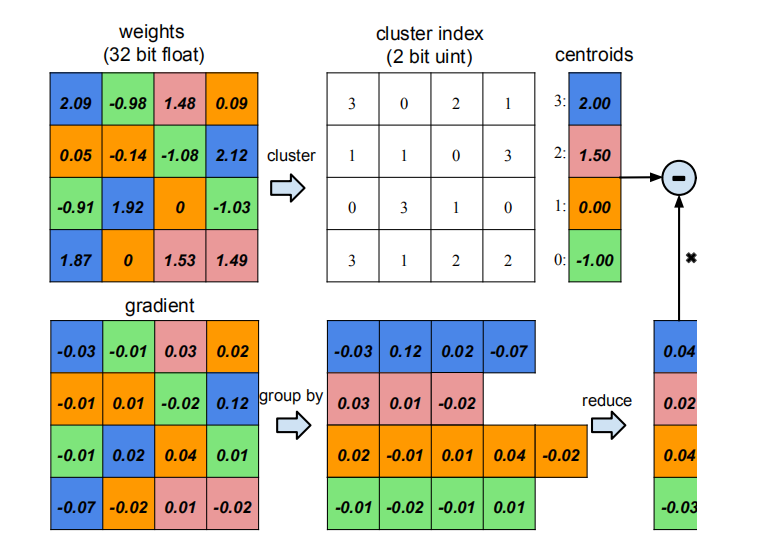 weights
(32 bit float)
cluster index
(2 bit uint)
centroids
2.09 -0.98 1.48 0.09
3 0 2 1
3: 2.00
0.05 -0.14 -1.08 2.12
cluster
1 1 0 3
2: 1.50
-0.91 1.92 0 -1.03
0 3 1 0
1: 0.00
1.87 0 1.53 1.49
3 1 2 2
0: -1.00
gradient
-0.03 -0.01 0.03 0.02
-0.03 0.12 0.02 -0.07
0.04
-0.01 0.01 -0.02 0.12
group by
0.03 0.01 -0.02
reduce
0.02
-0.01 0.02 0.04 0.01
0.02 -0.01 0.01 0.04 -0.02
0.04
-0.07 -0.02 0.01 -0.02
-0.01 -0.02 -0.01 0.01
-0.03